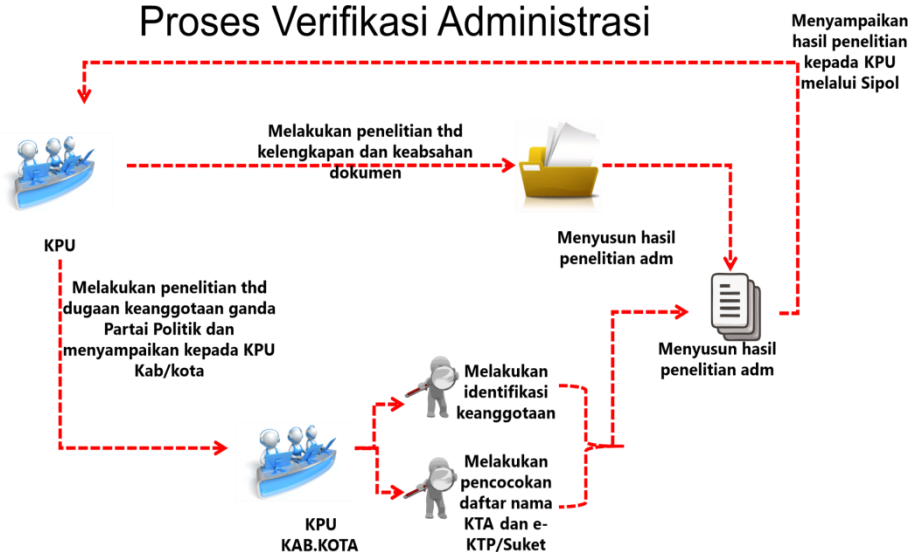 Proses Verifikasi Administrasi
Menyampaikan
hasil penelitian
kepada KPU
melalui Sipol
Melakukan penelitian thd
kelengkapan dan keabsahan
dokumen
KPU
Menyusun hasil
penelitian adm
Melakukan penelitian thd
dugaan keanggotaan ganda
Partai Politik dan
menyampaikan kepada KPU
Kab/kota
Menyusun hasil
penelitian adm
Melakukan
identifikasi
keanggotaan
Melakukan
pencocokan
daftar nama
KTA dan e-
KTP/Suket
KPU
KAB.KOTA